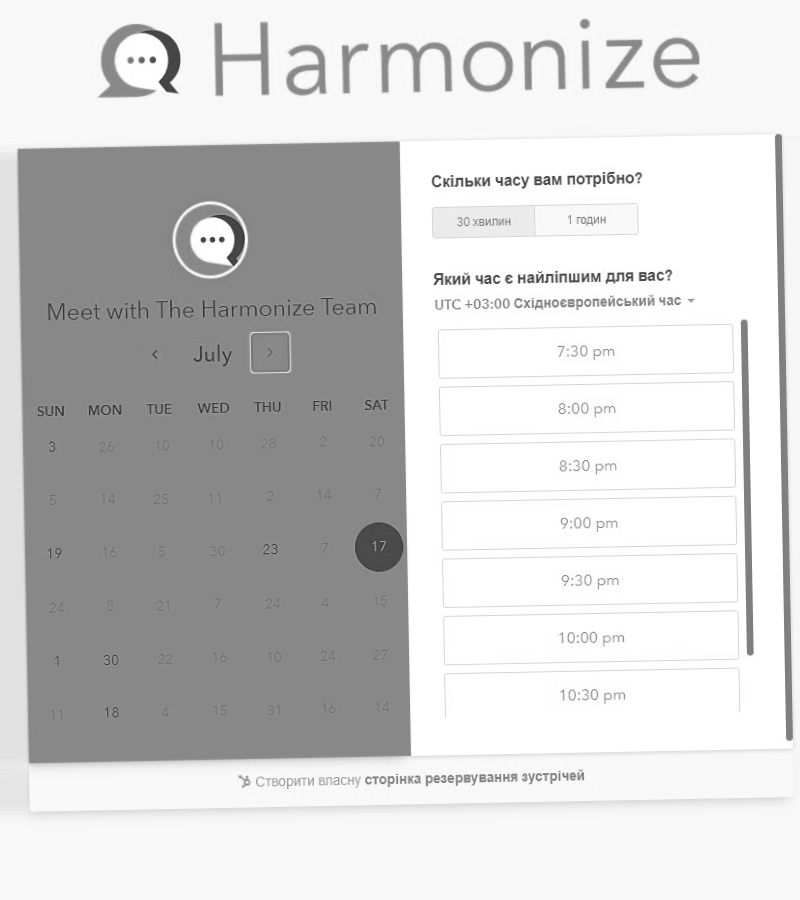 Harmonize
Meet with The Harmonize Team
July
SUN MON TUE WED THU FRI SAT
3 26 10 10 28 2 20
5 14 25 11 2 14 7
19 16 5 30 23 7 17
24 8 21 7 24 4 15
1 30 22 16 10 24 27
11 18 4 15 31 16 14
Скільки часу вам потрібно?
30 хвилин 1 годин
Який час є найліпшим для вас?
UTC +03:00 Східноєвропейський час
7:30 pm
8:00 pm
8:30 pm
9:00 pm
9:30 pm
10:00 pm
10:30 pm
Створити власну сторінка резервування зустрічей